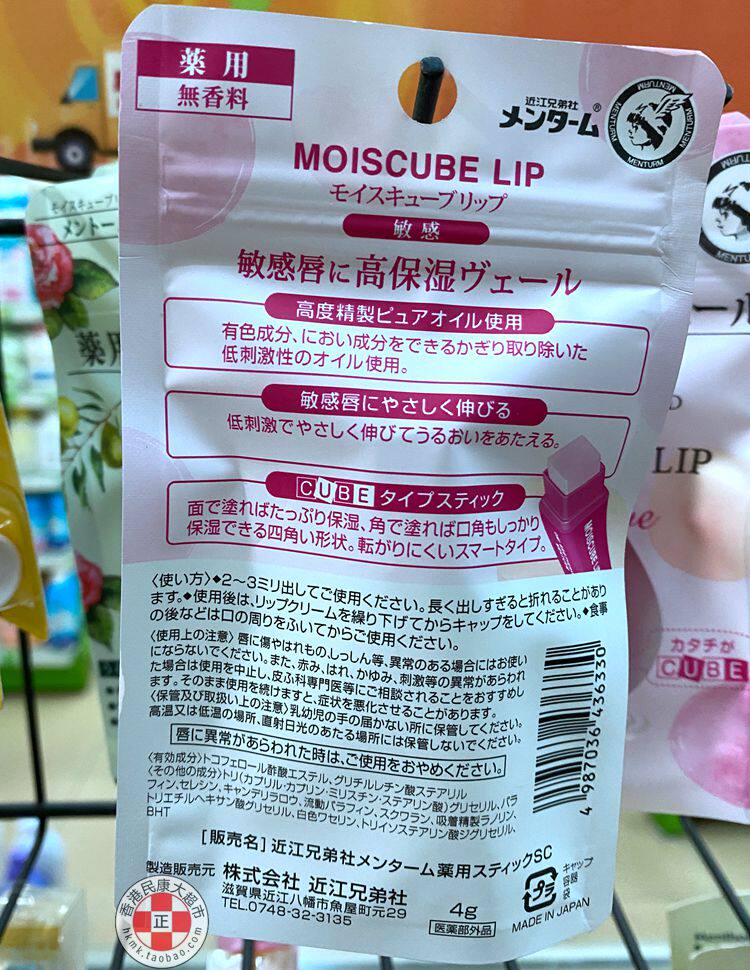 薬用
無香料
近江兄弟社
メンターム®
MENTURM MENTURM MENTURM
MOISCUBE LIP
モイスキューブリップ
敏感
敏感唇に高保湿ヴェール
高度精製ピュアオイル使用
有色成分、におい成分をできるかぎり取り除いた
低刺激性のオイル使用。
敏感唇にやさしく伸びる
低刺激でやさしく伸びてうるおいをあたえる。
CUBEタイプスティック
面で塗ればたっぷり保湿、角で塗れば口角もしっかり
保湿できる四角い形状。転がりにくいスマートタイプ。
〈使い方〉◆2〜3ミリ出してご使用ください。長く出しすぎると折れることがあり
ます。◆使用後は、リップクリームを繰り下げてからキャップをしてください。◆食事
の後などは口の周りをふいてからご使用ください。
〈使用上の注意〉唇に傷やはれもの、しっしん等、異常のある場合にはお使い
にならないでください。また、赤み、はれ、かゆみ、刺激等の異常があらわれ
た場合は使用を中止し、皮ふ科専門医等にご相談されることをおすすめし
ます。そのまま使用を続けますと、症状を悪化させることがあります。
〈保管及び取扱い上の注意〉乳幼児の手の届かない所に保管してください。
高温又は低温の場所、直射日光のあたる場所には保管しないでください。
唇に異常があらわれた時は、ご使用をおやめください。
〈有効成分〉トコフェロール酢酸エステル、グリチルレチン酸ステアリル
〈その他の成分〉トリ(カプリル・カプリン・ミリスチン・ステアリン酸)グリセリル、パラ
フィン、セレシン、キャンデリラロウ、流動パラフィン、スクワラン、吸着精製ラノリン、
トリエチルヘキサン酸グリセリル、白色ワセリン、トリイソステアリン酸ジグリセリル、
BHT
4 987036 436330
[販売名]近江兄弟社メンターム薬用スティックSC
製造販売元 株式会社 近江兄弟社
滋賀県近江八幡市魚屋町元29
TEL.0748-32-3135
4g
医薬部外品
プラ
キャップ
容器
袋
MADE IN JAPAN
香港民康大超市
正
hkmk.taobao.com
モイスキューブリ
メントー
薬用
LIP
カタチが
CUBE